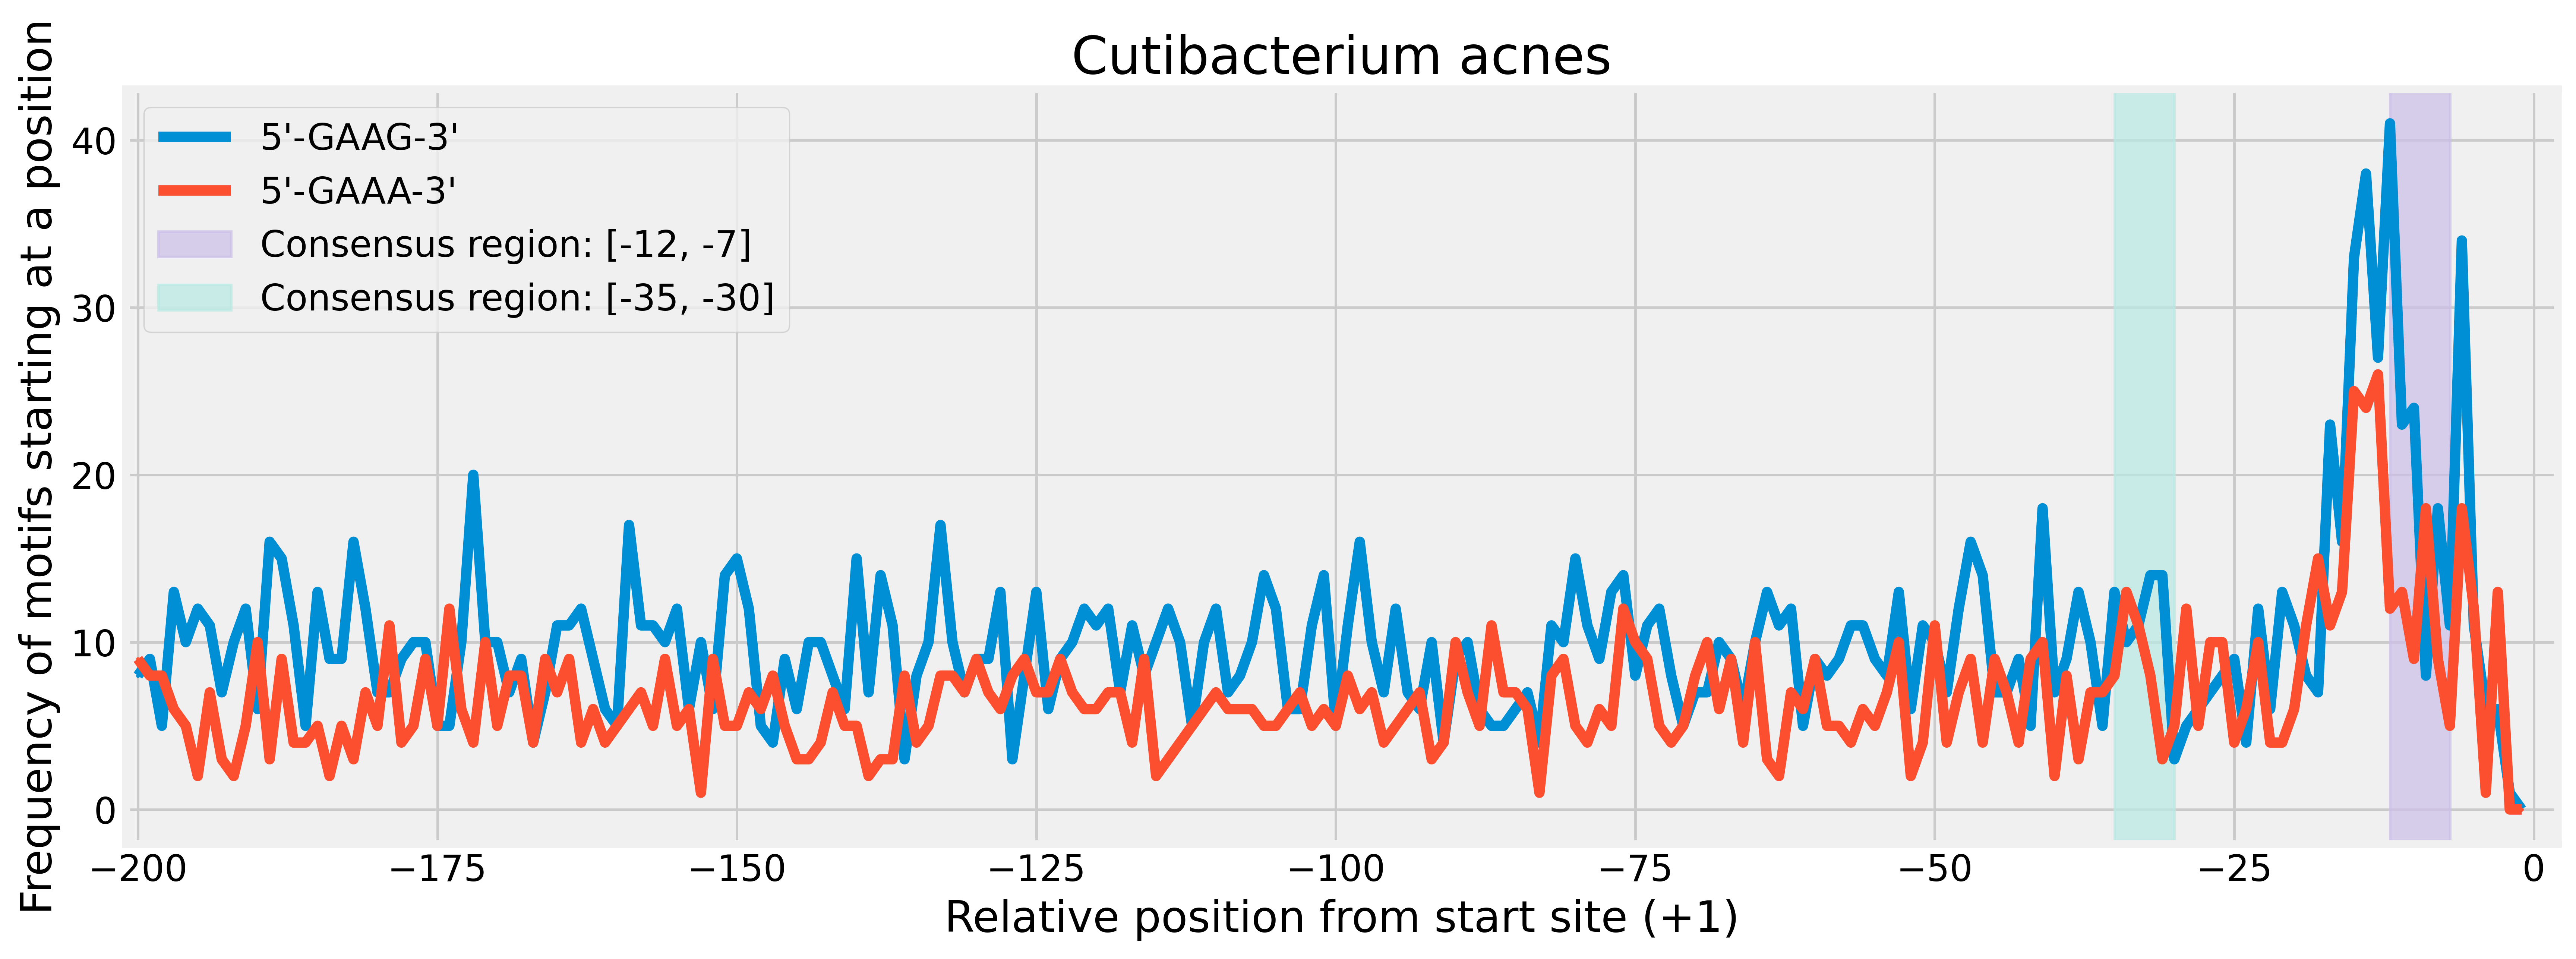 Cutibacterium acnes
Frequency of motifs starting at a position
40
30
20
10
0
5'-GAAG-3'
5'-GAAA-3'
Consensus region: [-12, -7]
Consensus region: [-35, -30]
−200 −175 −150 −125 −100 −75 −50 −25 0
Relative position from start site (+1)